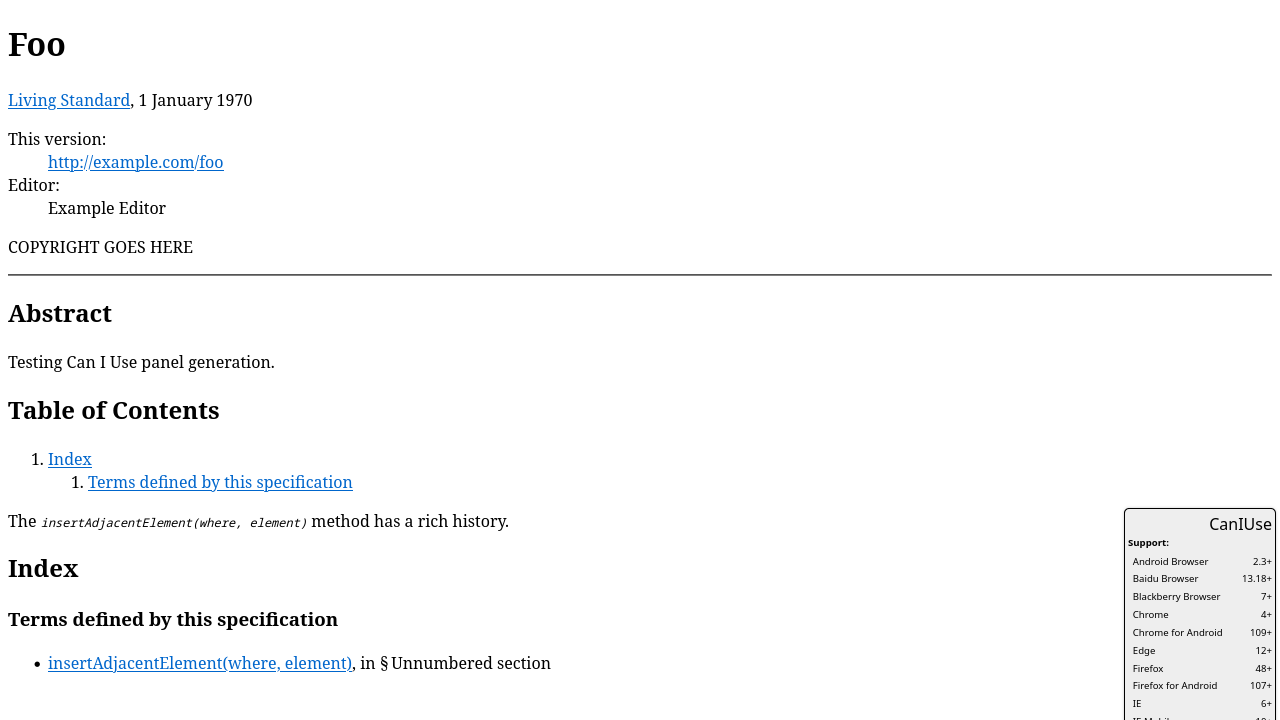 Foo
Living Standard, 1 January 1970
This version:
http://example.com/foo
Editor:
Example Editor
COPYRIGHT GOES HERE
Abstract
Testing Can I Use panel generation.
Table of Contents
1. Index
1. Terms defined by this specification
The insertAdjacentElement(where, element) method has a rich history.
CanIUse
Support:
Android Browser 2.3+
Baidu Browser 13.18+
Blackberry Browser 7+
Chrome 4+
Chrome for Android 109+
Edge 12+
Firefox 48+
Firefox for Android 107+
IE 6+
Index
Terms defined by this specification
• insertAdjacentElement(where, element), in § Unnumbered section